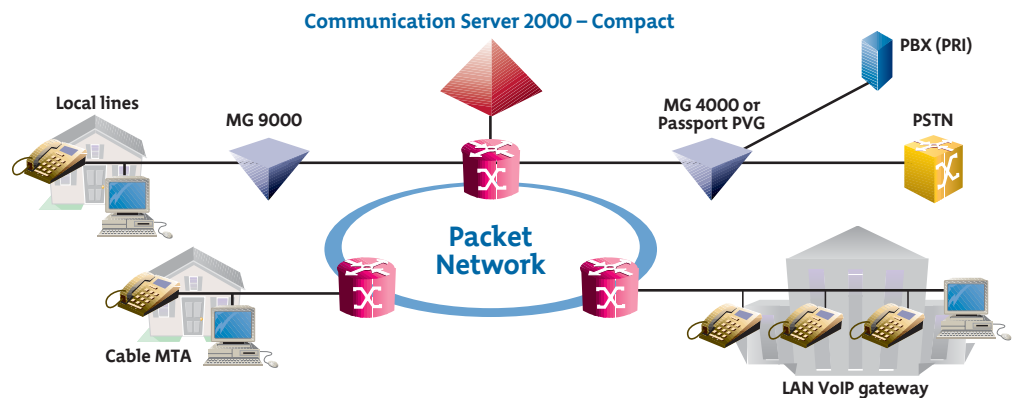 Communication Server 2000 – Compact
PBX (PRI)
Local lines
MG 9000
MG 4000 or
Passport PVG
PSTN
Packet
Network
Cable MTA
LAN VoIP gateway